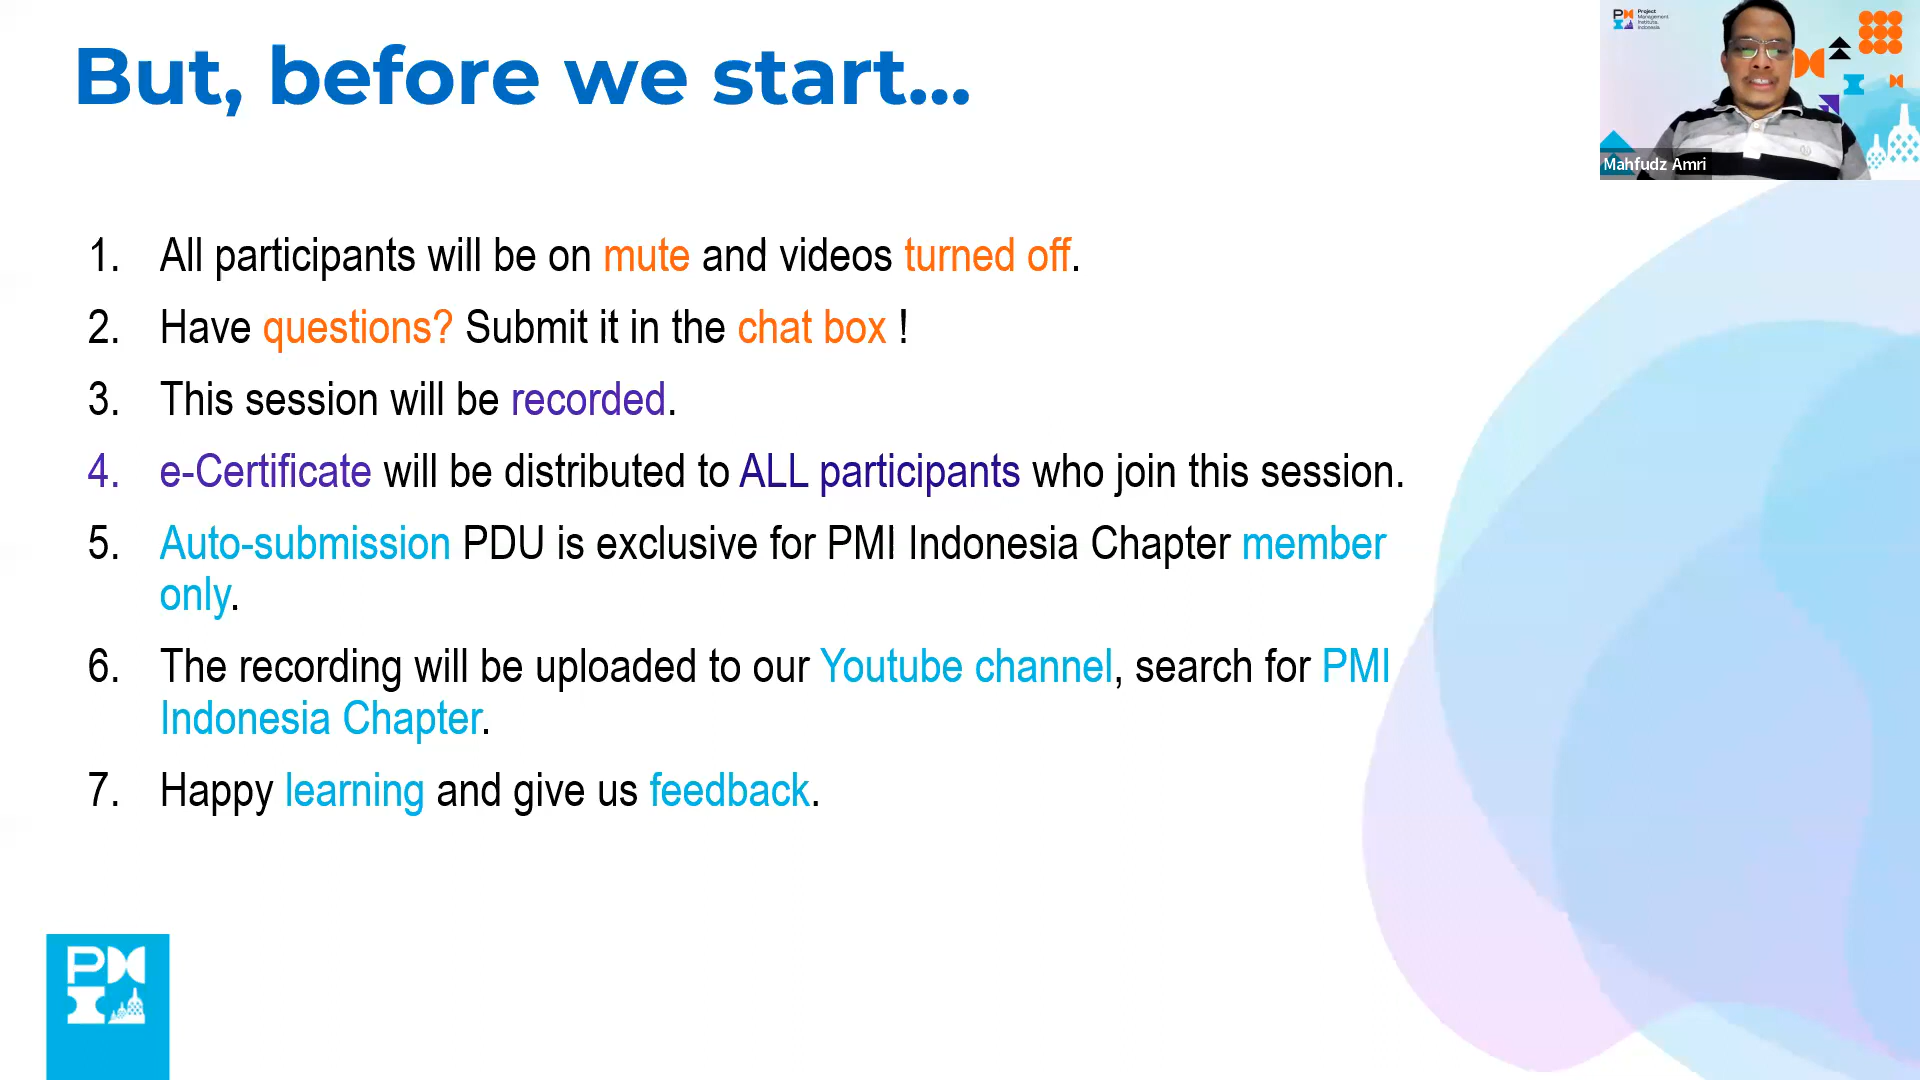 But, before we start...
Project
Management
Institute.
Indonesia
Mahfudz Amri
1. All participants will be on mute and videos turned off.
2. Have questions? Submit it in the chat box !
3. This session will be recorded.
4. e-Certificate will be distributed to ALL participants who join this session.
5. Auto-submission PDU is exclusive for PMI Indonesia Chapter member
only.
6. The recording will be uploaded to our Youtube channel, search for PMI
Indonesia Chapter.
7. Happy learning and give us feedback.